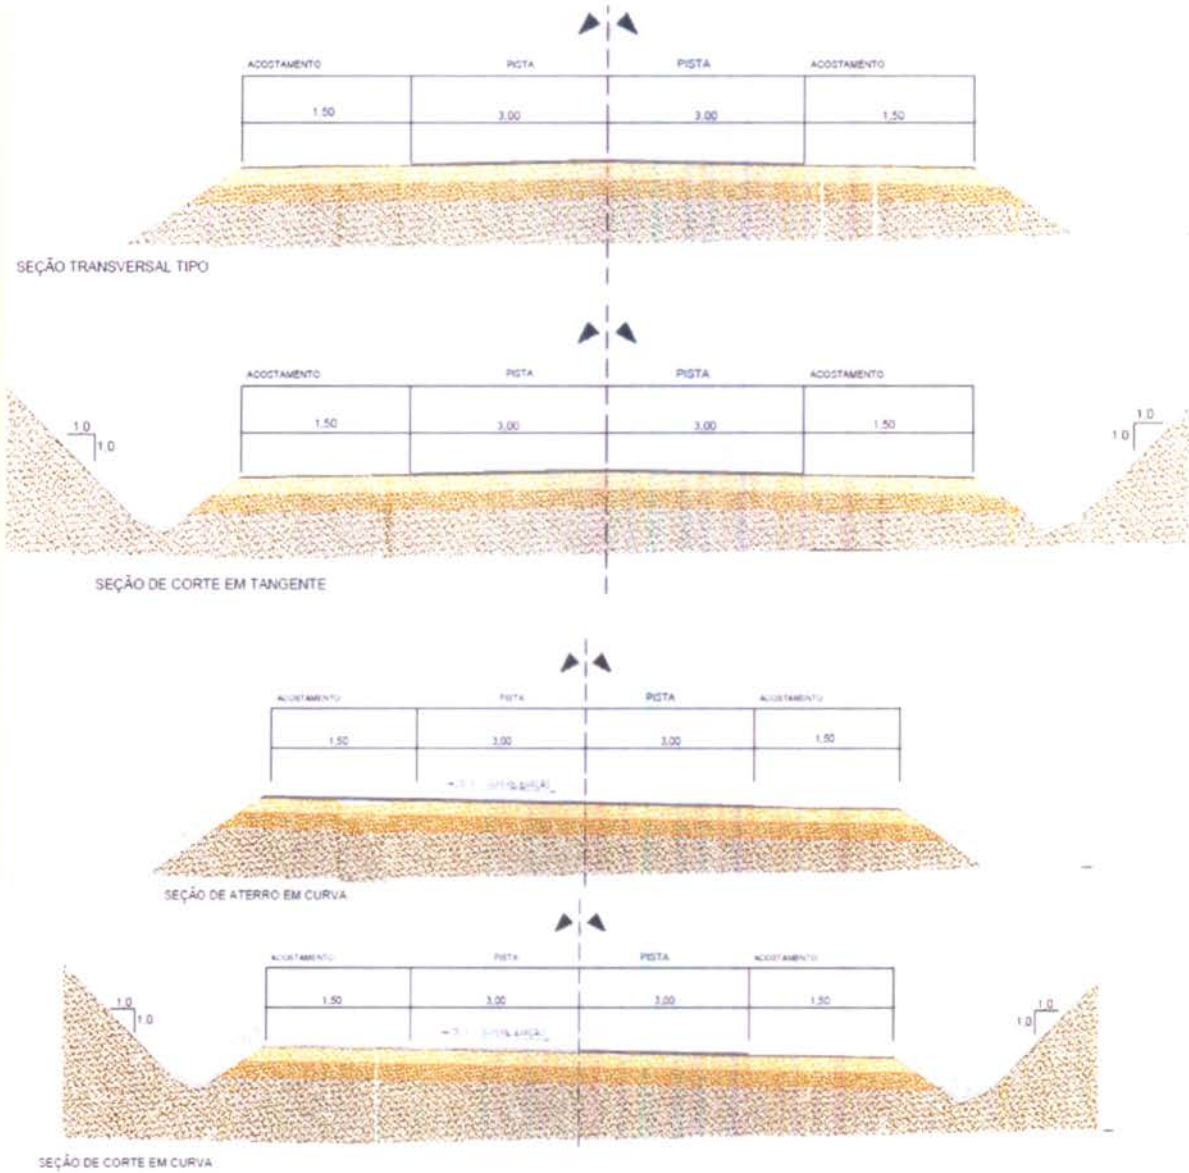 ACOSTAMENTO PISTA PISTA ACOSTAMENTO
1,50 3,00 3,00 1,50
SEÇÃO TRANSVERSAL TIPO
ACOSTAMENTO PISTA PISTA ACOSTAMENTO
1,50 3,00 3,00 1,50
1.0 1.0
1.0 1.0
SEÇÃO DE CORTE EM TANGENTE
ACOSTAMENTO PISTA PISTA ACOSTAMENTO
1,50 3,00 3,00 1,50
SEÇÃO DE ATERRO EM CURVA
ACOSTAMENTO PISTA PISTA ACOSTAMENTO
1,50 3,00 3,00 1,50
1.0 1.0
1.0 1.0
SEÇÃO DE CORTE EM CURVA